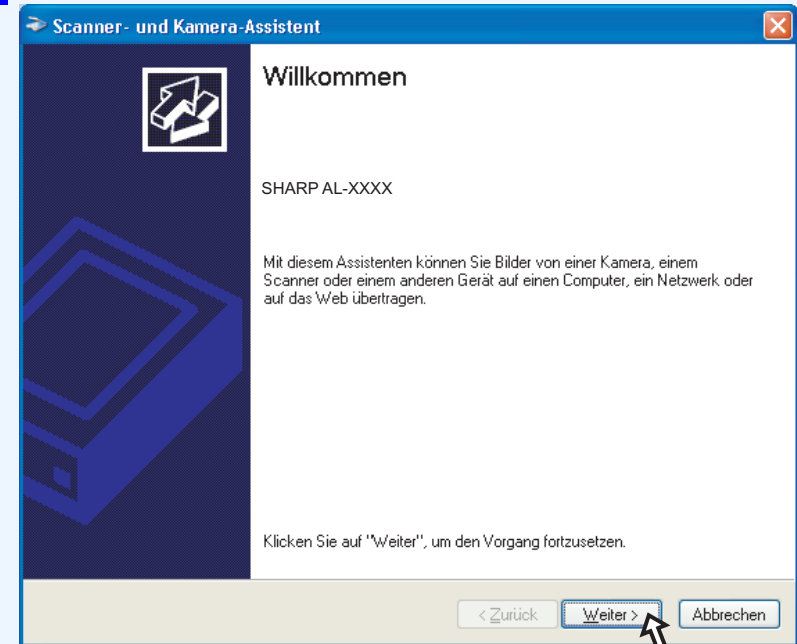 Scanner- und Kamera-Assistent
Willkommen
SHARP AL-XXXX
Mit diesem Assistenten können Sie Bilder von einer Kamera, einem
Scanner oder einem anderen Gerät auf einen Computer, ein Netzwerk oder
auf das Web übertragen.
Klicken Sie auf "Weiter", um den Vorgang fortzusetzen.
< Zurück Weiter > Abbrechen